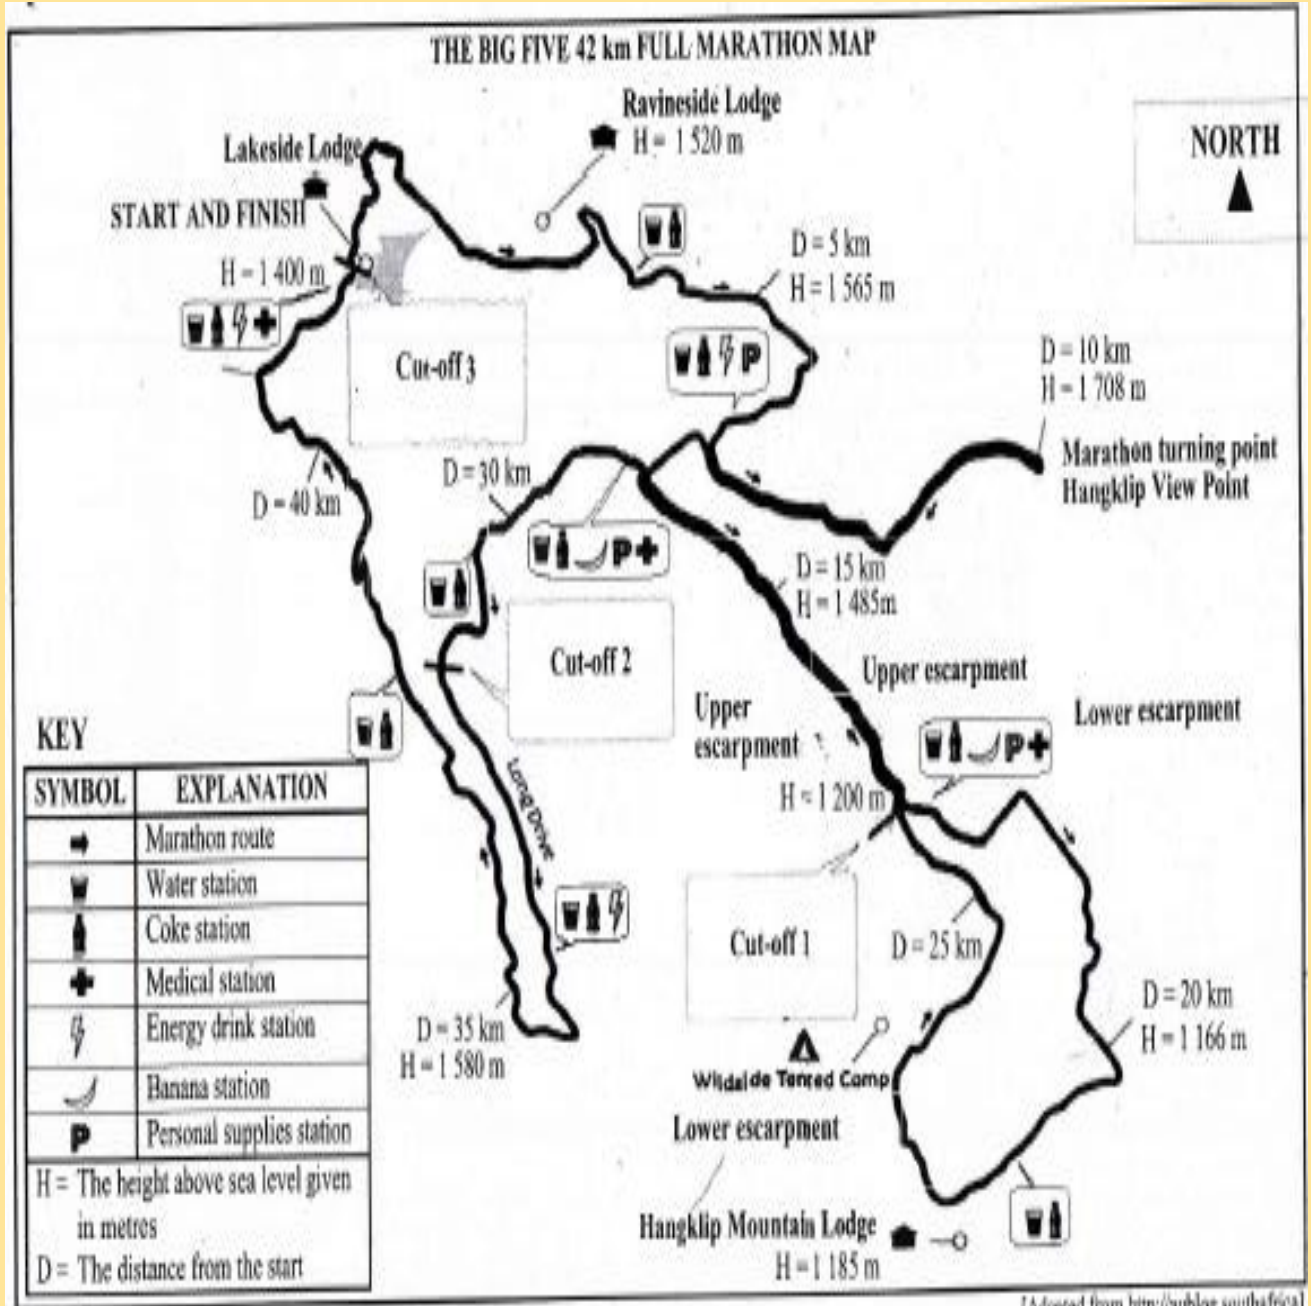 THE BIG FIVE 42 km FULL MARATHON MAP
Ravineside Lodge
H = 1 520 m
NORTH
Lakeside Lodge
START AND FINISH
H = 1 400 m
D = 5 km
H = 1 565 m
P
Cut-off 3
D = 10 km
H = 1 708 m
Marathon turning point
Hangklip View Point
D = 30 km
D = 40 km
P
D = 15 km
H = 1 485m
Cut-off 2
Upper escarpment
Upper
escarpment
Lower escarpment
P
H = 1 200 m
Long Drive
Cut-off 1
D = 25 km
D = 20 km
H = 1 166 m
D = 35 km
H = 1 580 m
Tented Camp
Lower escarpment
Hangklip Mountain Lodge
H = 1 185 m
KEY
SYMBOL EXPLANATION
Marathon route
Water station
Coke station
Medical station
Energy drink station
Banana station
P Personal supplies station
H = The height above sea level given
in metres
D = The distance from the start